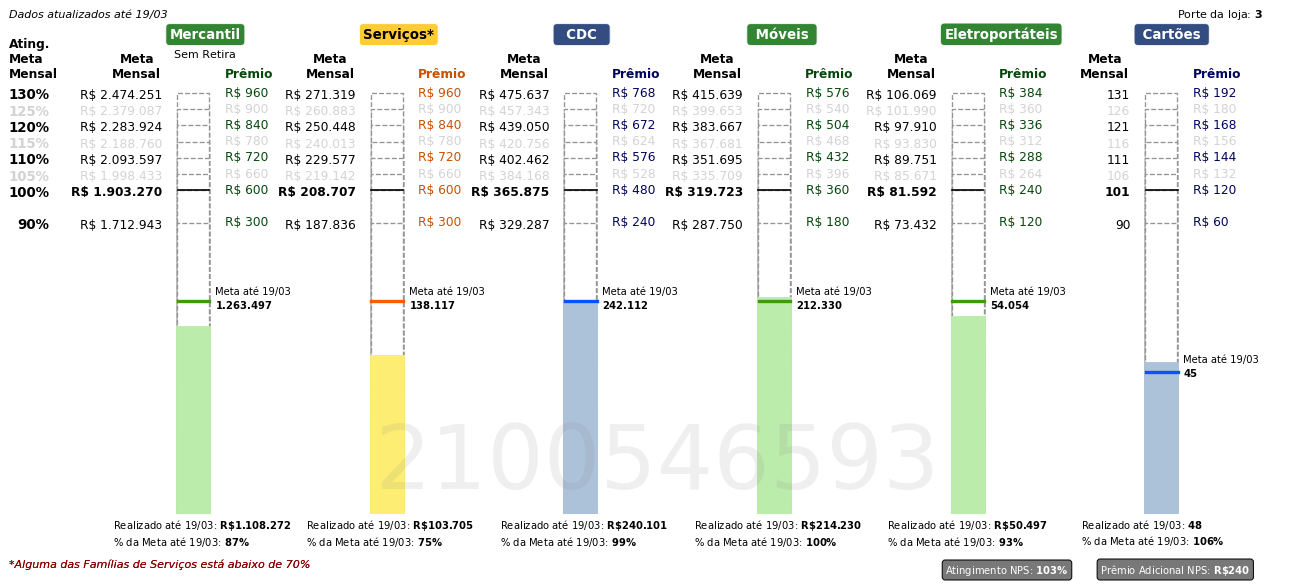 Dados atualizados até 19/03
Porte da loja: 3
Mercantil Serviços* CDC Móveis Eletroportáteis Cartões
Sem Retira
Ating. Meta Mensal Meta Mensal Prêmio Meta Mensal Prêmio Meta Mensal Prêmio Meta Mensal Prêmio Meta Mensal Prêmio Meta Mensal Prêmio
130% R$ 2.474.251 R$ 960 R$ 271.319 R$ 960 R$ 475.637 R$ 768 R$ 415.639 R$ 576 R$ 106.069 R$ 384 131 R$ 192
125% R$ 2.379.087 R$ 900 R$ 260.883 R$ 900 R$ 457.343 R$ 720 R$ 399.653 R$ 540 R$ 101.990 R$ 360 126 R$ 180
120% R$ 2.283.924 R$ 840 R$ 250.448 R$ 840 R$ 439.050 R$ 672 R$ 383.667 R$ 504 R$ 97.910 R$ 336 121 R$ 168
115% R$ 2.188.760 R$ 780 R$ 240.013 R$ 780 R$ 420.756 R$ 624 R$ 367.681 R$ 468 R$ 93.830 R$ 312 116 R$ 156
110% R$ 2.093.597 R$ 720 R$ 229.577 R$ 720 R$ 402.462 R$ 576 R$ 351.695 R$ 432 R$ 89.751 R$ 288 111 R$ 144
105% R$ 1.998.433 R$ 660 R$ 219.142 R$ 660 R$ 384.168 R$ 528 R$ 335.709 R$ 396 R$ 85.671 R$ 264 106 R$ 132
100% R$ 1.903.270 R$ 600 R$ 208.707 R$ 600 R$ 365.875 R$ 480 R$ 319.723 R$ 360 R$ 81.592 R$ 240 101 R$ 120
90% R$ 1.712.943 R$ 300 R$ 187.836 R$ 300 R$ 329.287 R$ 240 R$ 287.750 R$ 180 R$ 73.432 R$ 120 90 R$ 60
Meta até 19/03 Meta até 19/03 Meta até 19/03 Meta até 19/03 Meta até 19/03
1.263.497 138.117 242.112 212.330 54.054
Meta até 19/03
45
2100546593
Realizado até 19/03: R$1.108.272 Realizado até 19/03: R$103.705 Realizado até 19/03: R$240.101 Realizado até 19/03: R$214.230 Realizado até 19/03: R$50.497 Realizado até 19/03: 48
% da Meta até 19/03: 87% % da Meta até 19/03: 75% % da Meta até 19/03: 99% % da Meta até 19/03: 100% % da Meta até 19/03: 93% % da Meta até 19/03: 106%
*Alguma das Famílias de Serviços está abaixo de 70%
Atingimento NPS: 103% Prêmio Adicional NPS: R$240